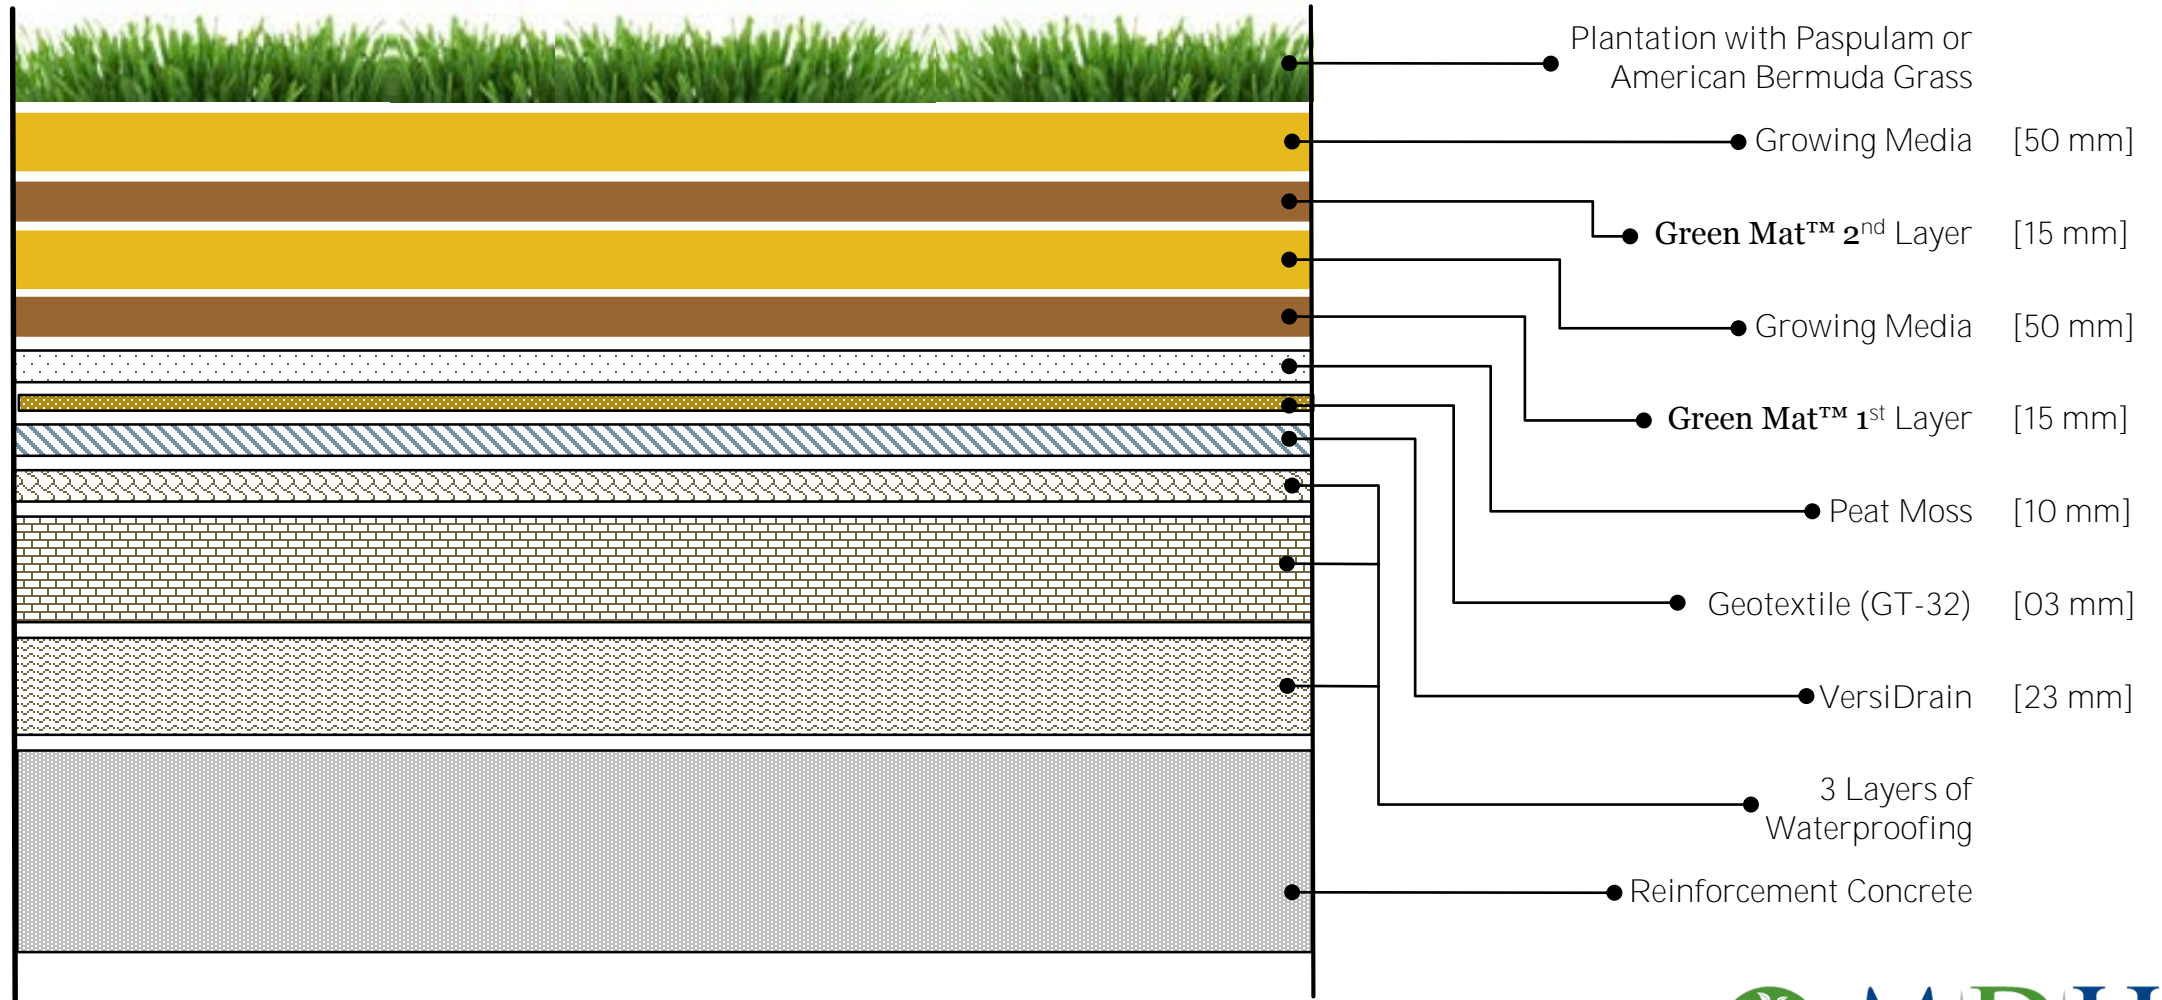 Plantation with Paspulam or
American Bermuda Grass
Growing Media [50 mm]
Green Mat™ 2nd Layer [15 mm]
Growing Media [50 mm]
Green Mat™ 1st Layer [15 mm]
Peat Moss [10 mm]
Geotextile (GT-32) [03 mm]
VersiDrain [23 mm]
3 Layers of
Waterproofing
Reinforcement Concrete